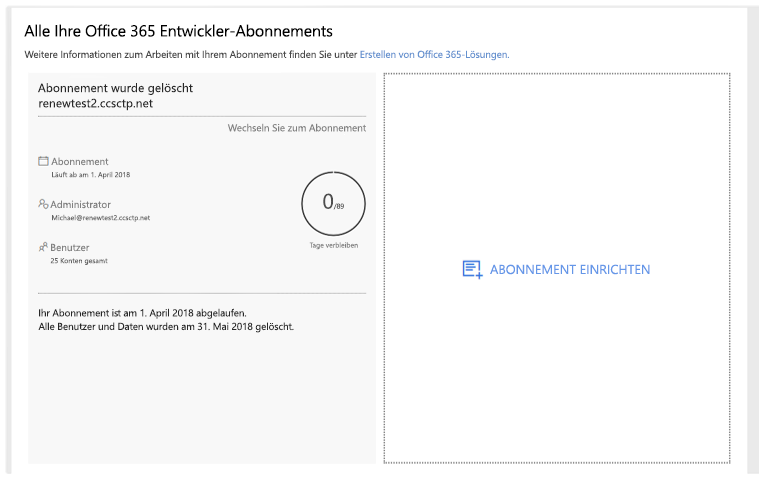 Alle Ihre Office 365 Entwickler-Abonnements
Weitere Informationen zum Arbeiten mit Ihrem Abonnement finden Sie unter Erstellen von Office 365-Lösungen.
Abonnement wurde gelöscht
renewtest2.ccsctp.net
Wechseln Sie zum Abonnement
Abonnement
Läuft ab am 1. April 2018
Administrator
Michael@renewtest2.ccsctp.net
Benutzer
25 Konten gesamt
0/89
Tage verbleiben
Ihr Abonnement ist am 1. April 2018 abgelaufen.
Alle Benutzer und Daten wurden am 31. Mai 2018 gelöscht.
ABONNEMENT EINRICHTEN